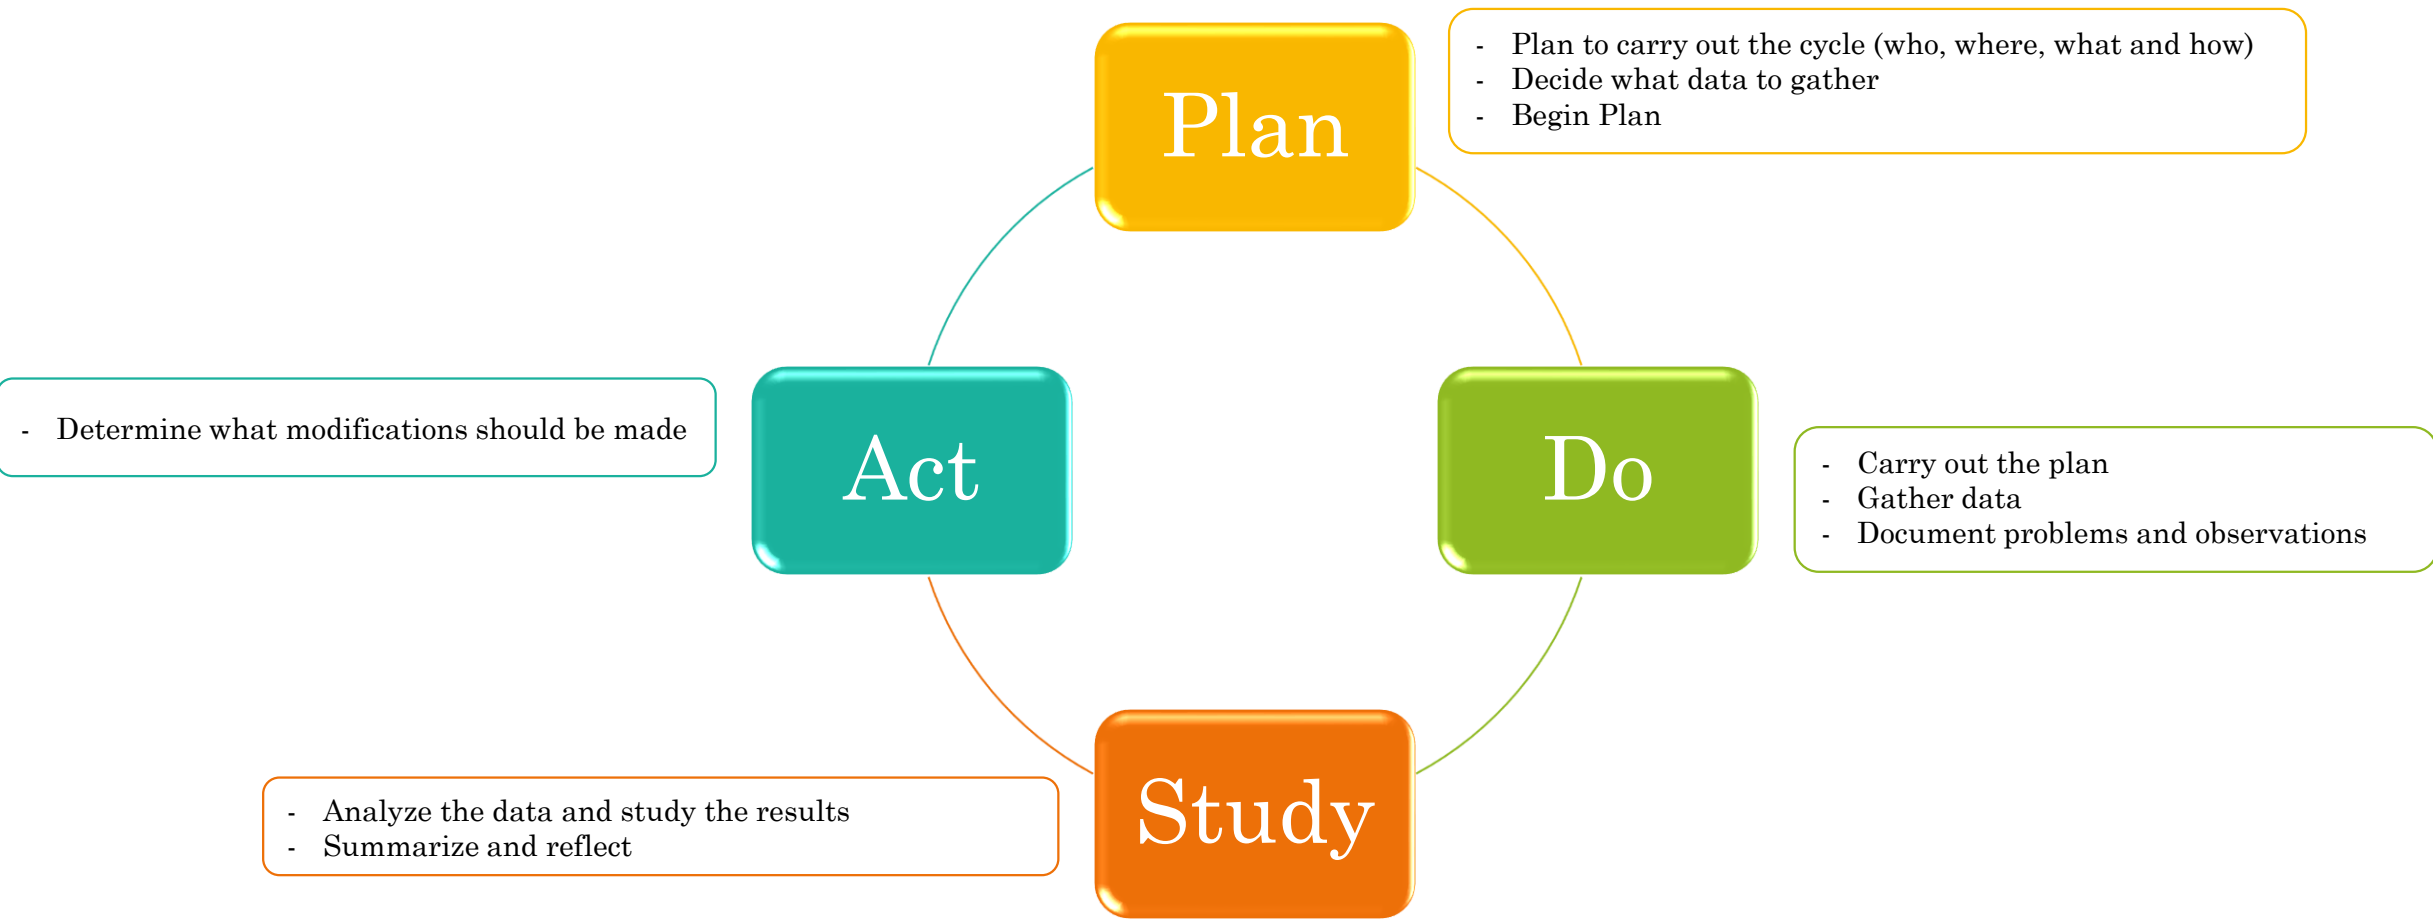 Plan
- Plan to carry out the cycle (who, where, what and how)
- Decide what data to gather
- Begin Plan
Act
- Determine what modifications should be made
Do
- Carry out the plan
- Gather data
- Document problems and observations
Study
- Analyze the data and study the results
- Summarize and reflect